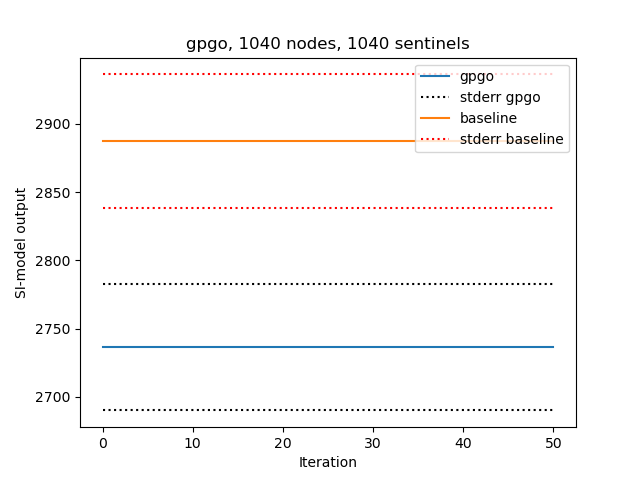 gpgo, 1040 nodes, 1040 sentinels
gpgo
stderr gpgo
baseline
stderr baseline
SI-model output
2900
2850
2800
2750
2700
0 10 20 30 40 50
Iteration